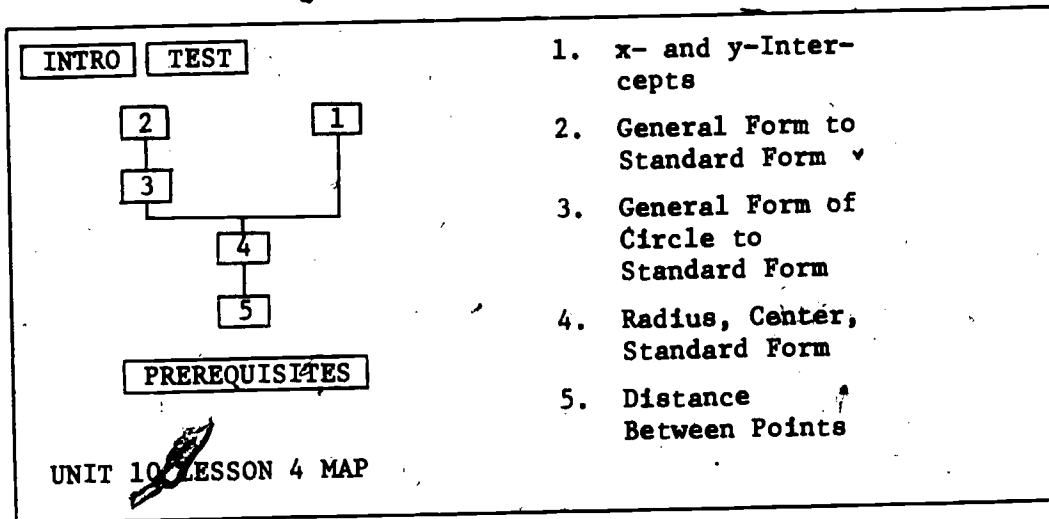 INTRO TEST
2 1
3
4
5
PREREQUISITES
UNIT 10 LESSON 4 MAP
1. x- and y-Inter-
cepts
2. General Form to
Standard Form
3. General Form of
Circle to
Standard Form
4. Radius, Center,
Standard Form
5. Distance
Between Points